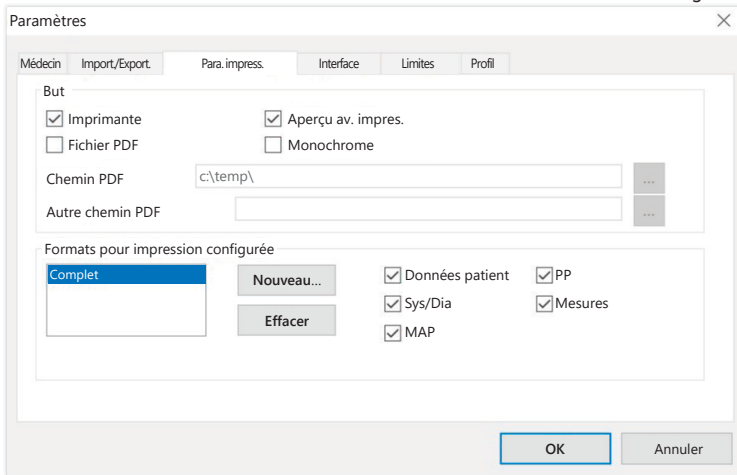 Paramètres
Médecin Import./Export. Para. impress. Interface Limites Profil
But
Imprimante Aperçu av. impres.
Fichier PDF Monochrome
Chemin PDF c:\temp\ ...
Autre chemin PDF ...
Formats pour impression configurée
Complet Nouveau... Données patient PP
Sys/Dia Mesures
Effacer
MAP
OK Annuler